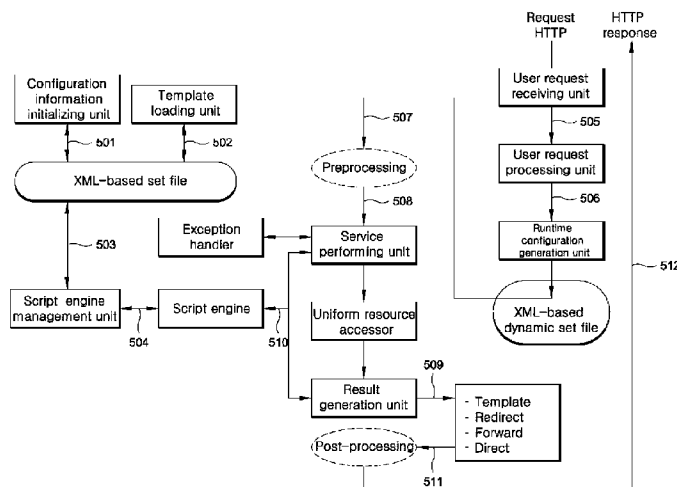 Request
HTTP
HTTP
response
Configuration
information
initializing unit
Template
loading unit
User request
receiving unit
501
502
507
505
XML-based set file
Preprocessing
User request
processing unit
508
506
503
Exception
handler
Service
performing unit
Runtime
configuration
generation unit
512
Script engine
management unit
Script engine
Uniform resource
accessor
XML-based
dynamic set file
504
510
509
Result
generation unit
- Template
- Redirect
- Forward
- Direct
Post-processing
511